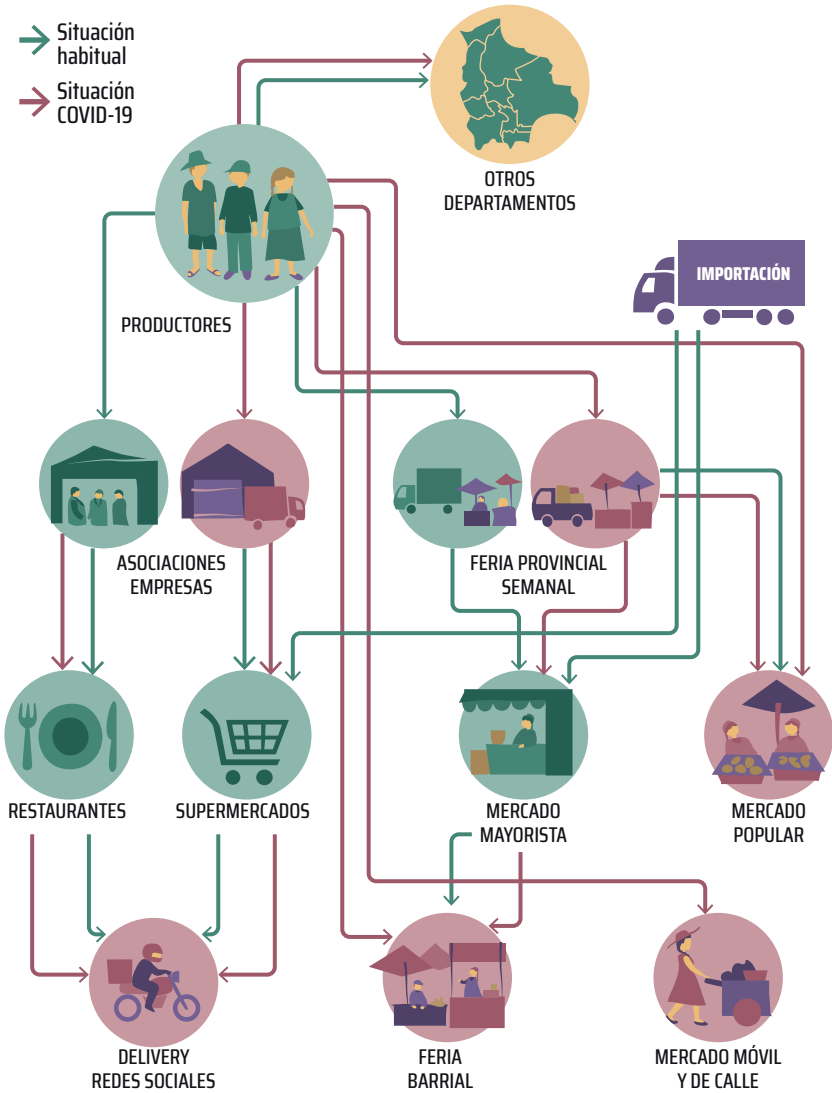 Situación
habitual
Situación
COVID-19
OTROS
DEPARTAMENTOS
IMPORTACIÓN
PRODUCTORES
ASOCIACIONES
EMPRESAS
FERIA PROVINCIAL
SEMANAL
RESTAURANTES
SUPERMERCADOS
MERCADO
MAYORISTA
MERCADO
POPULAR
DELIVERY
REDES SOCIALES
FERIA
BARRIAL
MERCADO MÓVIL
Y DE CALLE